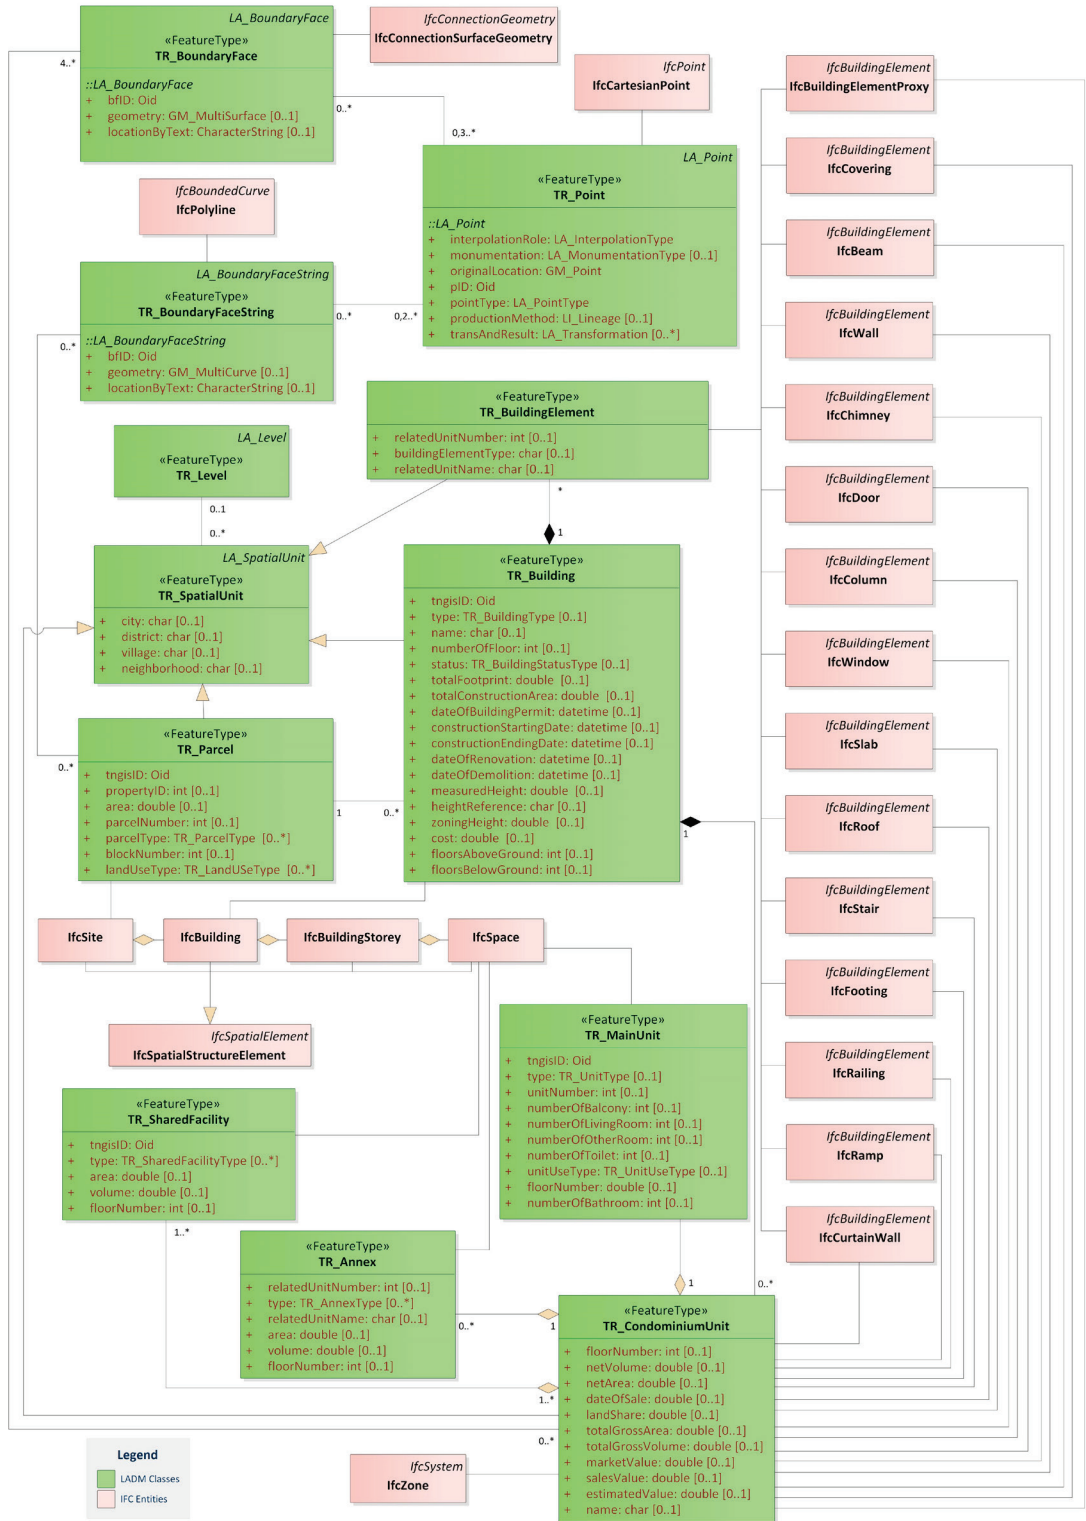 LA_BoundaryFace
«FeatureType»
TR_BoundaryFace
::LA_BoundaryFace
+ bfID: Oid
+ geometry: GM_MultiSurface [0..1]
+ locationByText: CharacterString [0..1]
IfcConnectionGeometry
IfcConnectionSurfaceGeometry
4..*
0..*
0,3..*
IfcPoint
IfcCartesianPoint
LA_Point
«FeatureType»
TR_Point
::LA_Point
+ interpolationRole: LA_InterpolationType
+ monumentation: LA_MonumentationType [0..1]
+ originalLocation: GM_Point
+ pID: Oid
+ pointType: LA_PointType
+ productionMethod: LI_Lineage [0..1]
+ transAndResult: LA_Transformation [0..*]
IfcBoundedCurve
IfcPolyline
LA_BoundaryFaceString
«FeatureType»
TR_BoundaryFaceString
::LA_BoundaryFaceString
+ bfID: Oid
+ geometry: GM_MultiCurve [0..1]
+ locationByText: CharacterString [0..1]
0..*
0..*
0,2..*
«FeatureType»
TR_BuildingElement
+ relatedUnitNumber: int [0..1]
+ buildingElementType: char [0..1]
+ relatedUnitName: char [0..1]
*
1
LA_Level
«FeatureType»
TR_Level
0..1
0..*
LA_SpatialUnit
«FeatureType»
TR_SpatialUnit
+ city: char [0..1]
+ district: char [0..1]
+ village: char [0..1]
+ neighborhood: char [0..1]
«FeatureType»
TR_Building
+ tngisID: Oid
+ type: TR_BuildingType [0..1]
+ name: char [0..1]
+ numberOfFloor: int [0..1]
+ status: TR_BuildingStatusType [0..1]
+ totalFootprint: double [0..1]
+ totalConstructionArea: double [0..1]
+ dateOfBuildingPermit: datetime [0..1]
+ constructionStartingDate: datetime [0..1]
+ constructionEndingDate: datetime [0..1]
+ dateOfRenovation: datetime [0..1]
+ dateOfDemolition: datetime [0..1]
+ measuredHeight: double [0..1]
+ heightReference: char [0..1]
+ zoningHeight: double [0..1]
+ cost: double [0..1]
+ floorsAboveGround: int [0..1]
+ floorsBelowGround: int [0..1]
«FeatureType»
TR_Parcel
+ tngisID: Oid
+ propertyID: int [0..1]
+ area: double [0..1]
+ parcelNumber: int [0..1]
+ parcelType: TR_ParcelType [0..*]
+ blockNumber: int [0..1]
+ landUseType: TR_LandUSeType [0..*]
0..*
1
0..*
1
IfcSite
IfcBuilding
IfcBuildingStorey
IfcSpace
IfcSpatialElement
IfcSpatialStructureElement
«FeatureType»
TR_MainUnit
+ tngisID: Oid
+ type: TR_UnitType [0..1]
+ unitNumber: int [0..1]
+ numberOfBalcony: int [0..1]
+ numberOfLivingRoom: int [0..1]
+ numberOfOtherRoom: int [0..1]
+ numberOfToilet: int [0..1]
+ unitUseType: TR_UnitUseType [0..1]
+ floorNumber: double [0..1]
+ numberOfBathroom: int [0..1]
«FeatureType»
TR_SharedFacility
+ tngisID: Oid
+ type: TR_SharedFacilityType [0..*]
+ area: double [0..1]
+ volume: double [0..1]
+ floorNumber: int [0..1]
1..*
«FeatureType»
TR_Annex
+ relatedUnitNumber: int [0..1]
+ type: TR_AnnexType [0..*]
+ relatedUnitName: char [0..1]
+ area: double [0..1]
+ volume: double [0..1]
+ floorNumber: int [0..1]
0..*
1
1
0..*
1..*
0..*
«FeatureType»
TR_CondominiumUnit
+ floorNumber: int [0..1]
+ netVolume: double [0..1]
+ netArea: double [0..1]
+ dateOfSale: double [0..1]
+ landShare: double [0..1]
+ totalGrossArea: double [0..1]
+ totalGrossVolume: double [0..1]
+ marketValue: double [0..1]
+ salesValue: double [0..1]
+ estimatedValue: double [0..1]
+ name: char [0..1]
IfcSystem
IfcZone
Legend
LADM Classes
IFC Entities
IfcBuildingElement
IfcBuildingElementProxy
IfcBuildingElement
IfcCovering
IfcBuildingElement
IfcBeam
IfcBuildingElement
IfcWall
IfcBuildingElement
IfcChimney
IfcBuildingElement
IfcDoor
IfcBuildingElement
IfcColumn
IfcBuildingElement
IfcWindow
IfcBuildingElement
IfcSlab
IfcBuildingElement
IfcRoof
IfcBuildingElement
IfcStair
IfcBuildingElement
IfcFooting
IfcBuildingElement
IfcRailing
IfcBuildingElement
IfcRamp
IfcBuildingElement
IfcCurtainWall